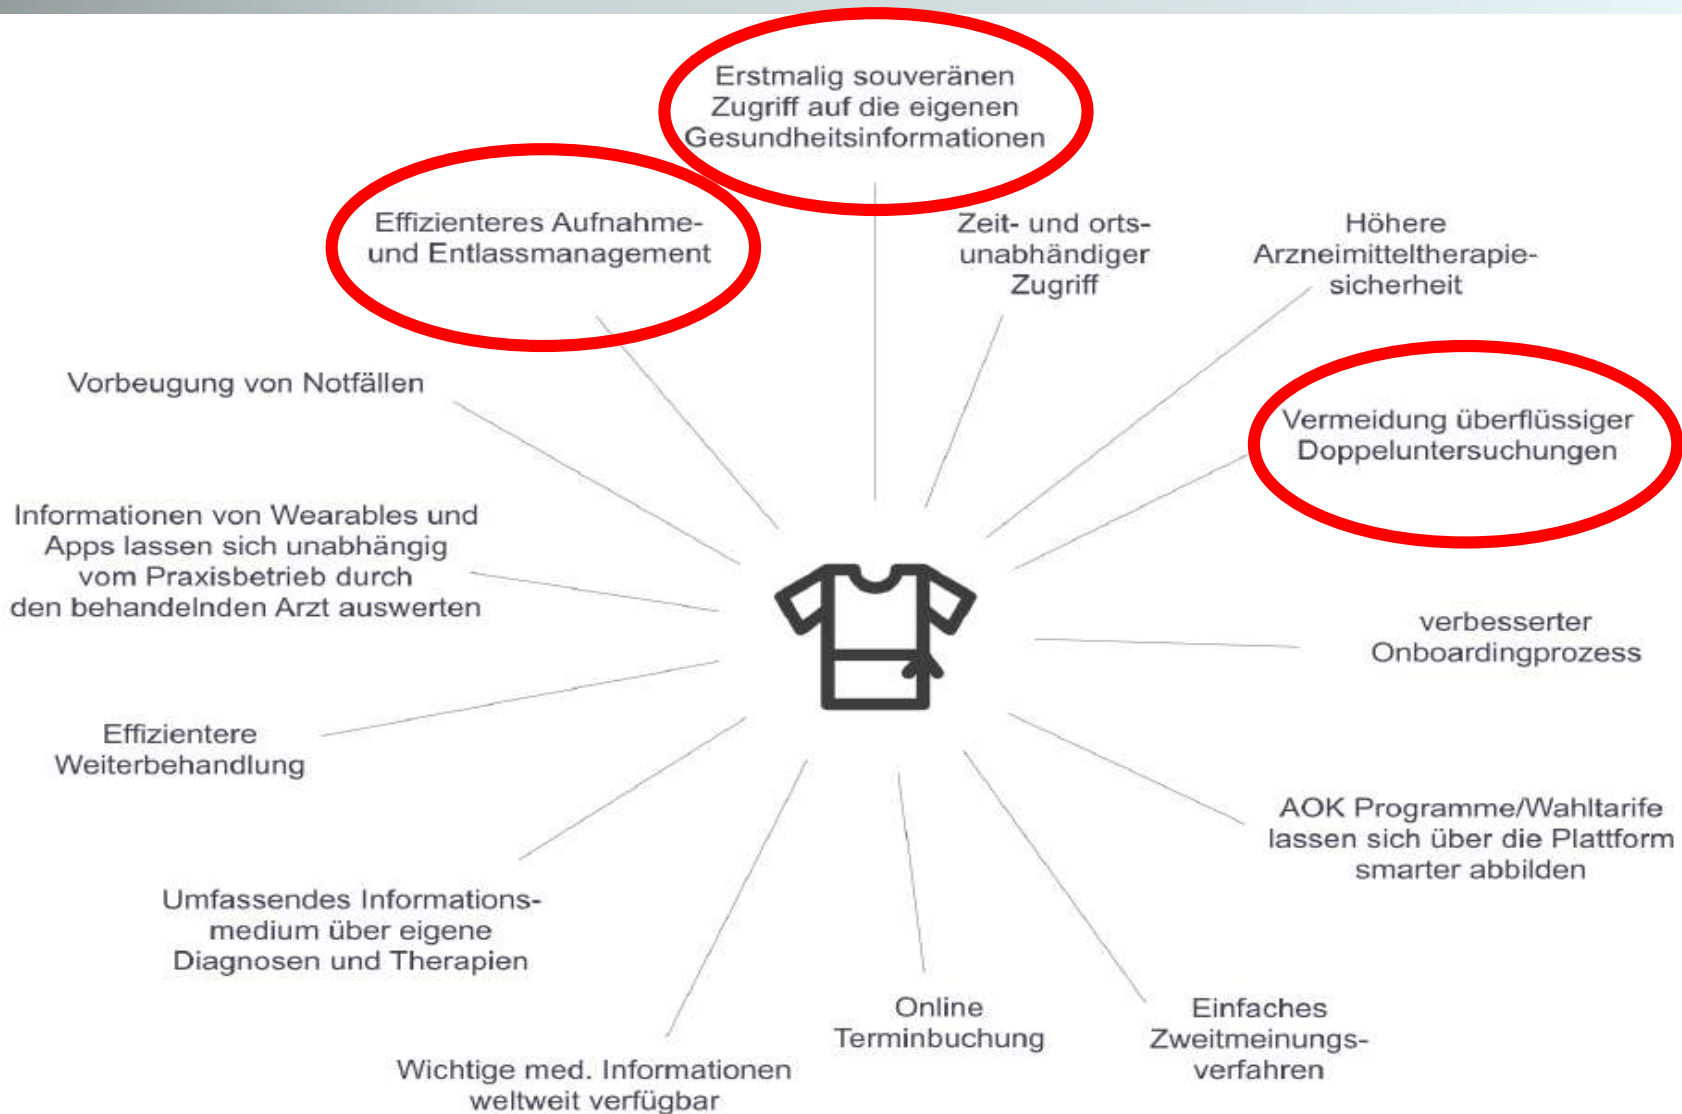 Erstmalig souveränen
Zugriff auf die eigenen
Gesundheitsinformationen
Effizienteres Aufnahme-
und Entlassmanagement
Zeit- und orts-
unabhändiger
Zugriff
Höhere
Arzneimitteltherapie-
sicherheit
Vorbeugung von Notfällen
Vermeidung überflüssiger
Doppeluntersuchungen
Informationen von Wearables und
Apps lassen sich unabhängig
vom Praxisbetrieb durch
den behandelnden Arzt auswerten
verbesserter
Onboardingprozess
Effizientere
Weiterbehandlung
AOK Programme/Wahltarife
lassen sich über die Plattform
smarter abbilden
Umfassendes Informations-
medium über eigene
Diagnosen und Therapien
Online
Terminbuchung
Einfaches
Zweitmeinungs-
verfahren
Wichtige med. Informationen
weltweit verfügbar